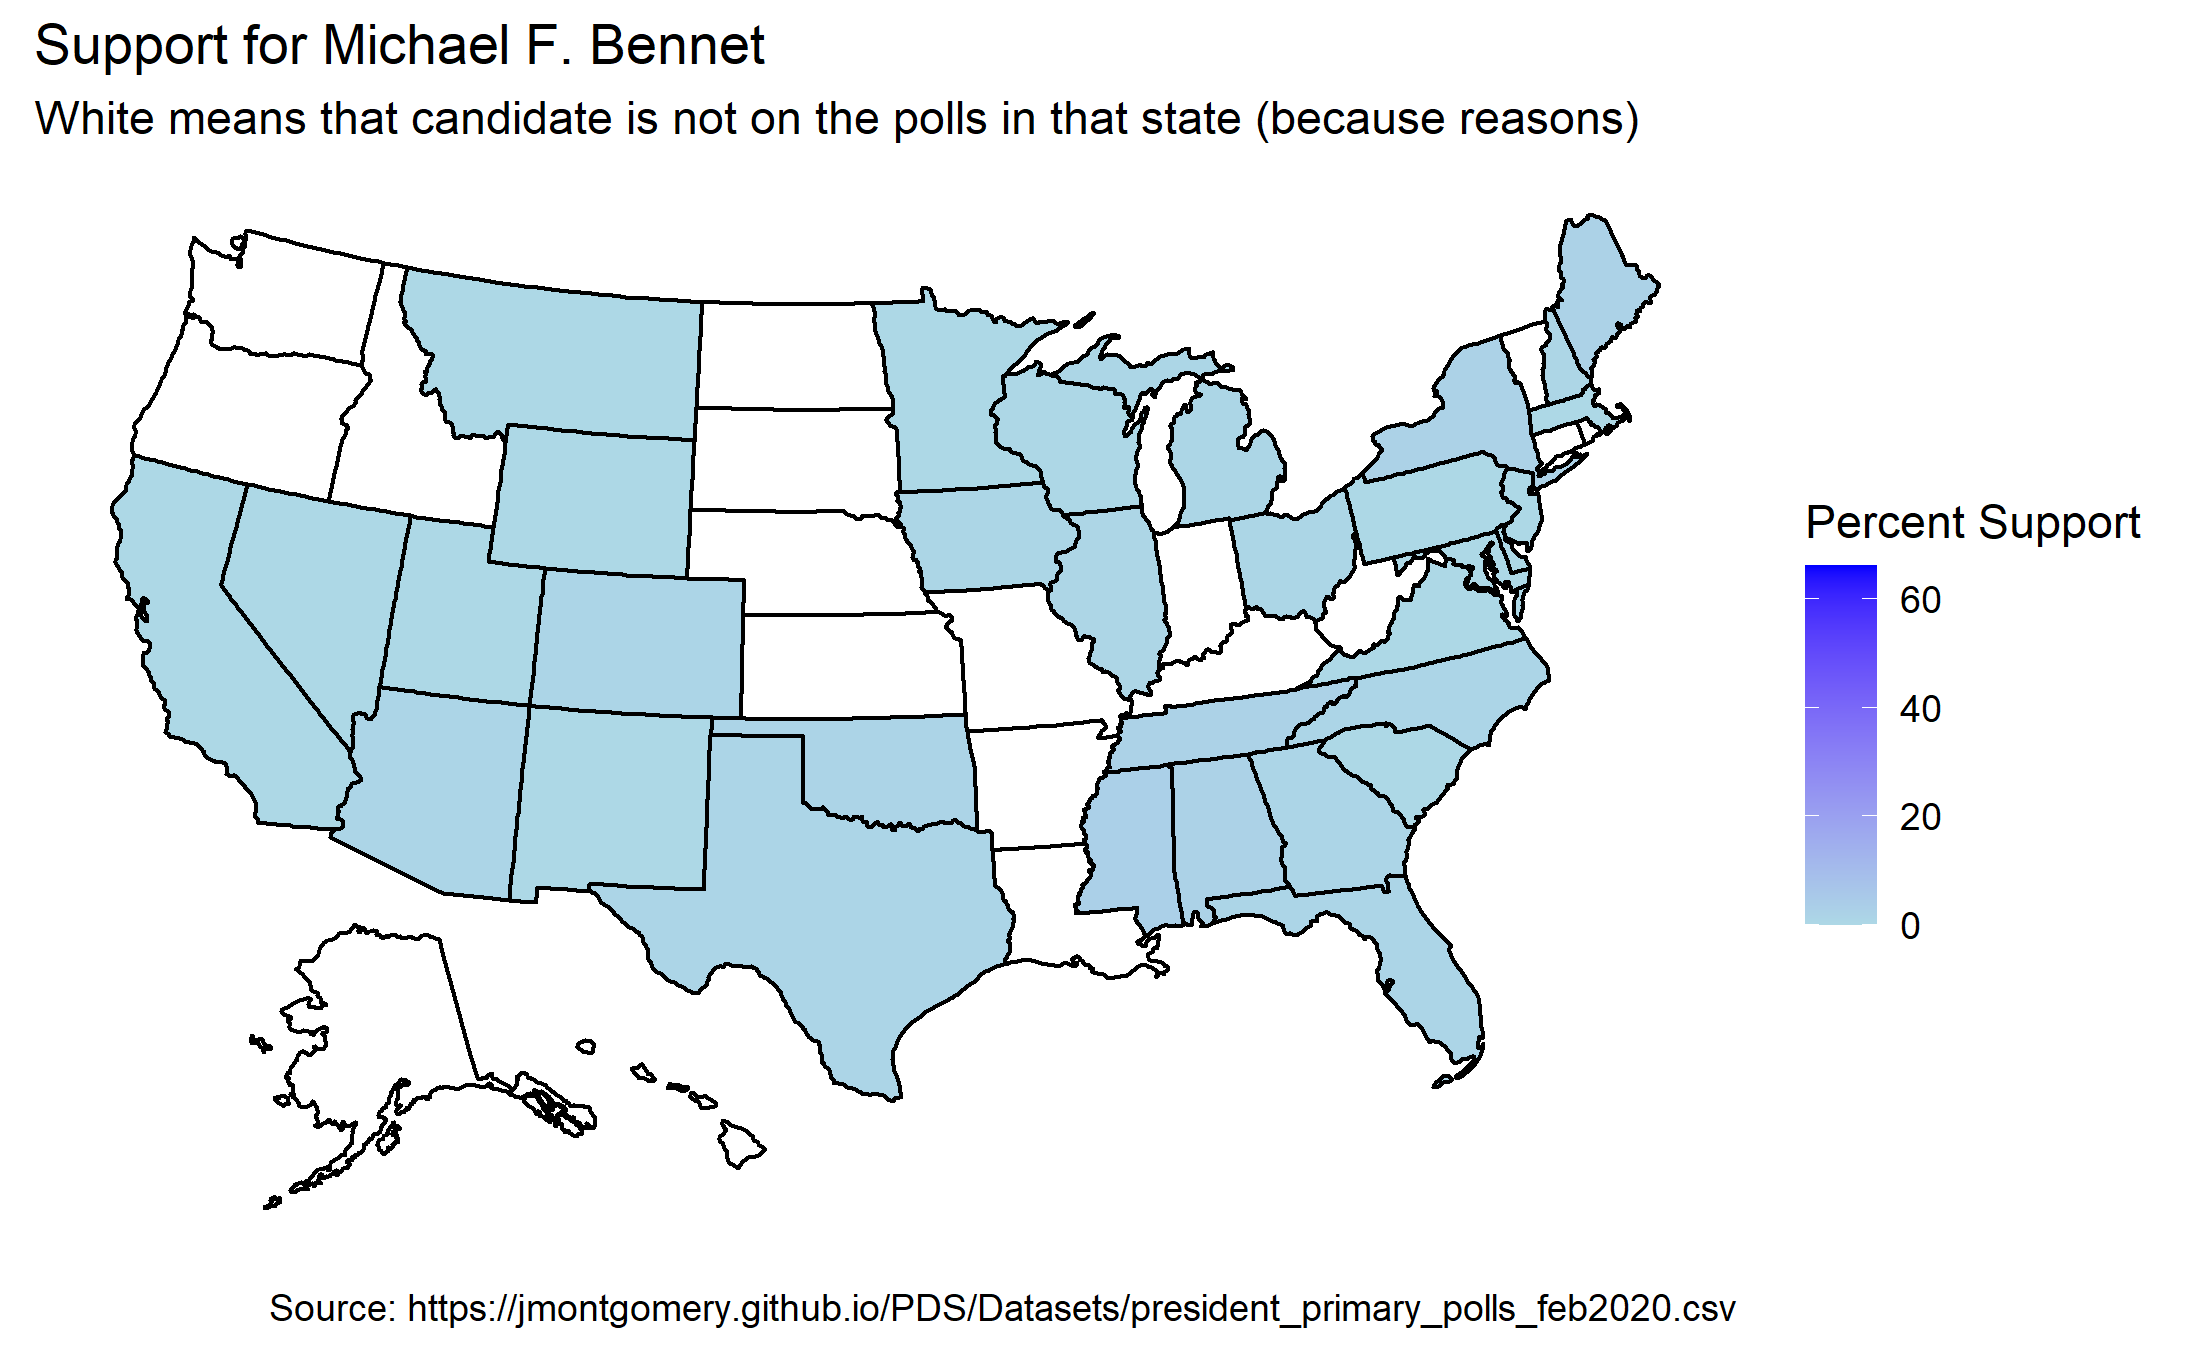 Support for Michael F. Bennet
White means that candidate is not on the polls in that state (because reasons)
Percent Support
60
40
20
0
Source: https://jmontgomery.github.io/PDS/Datasets/president_primary_polls_feb2020.csv